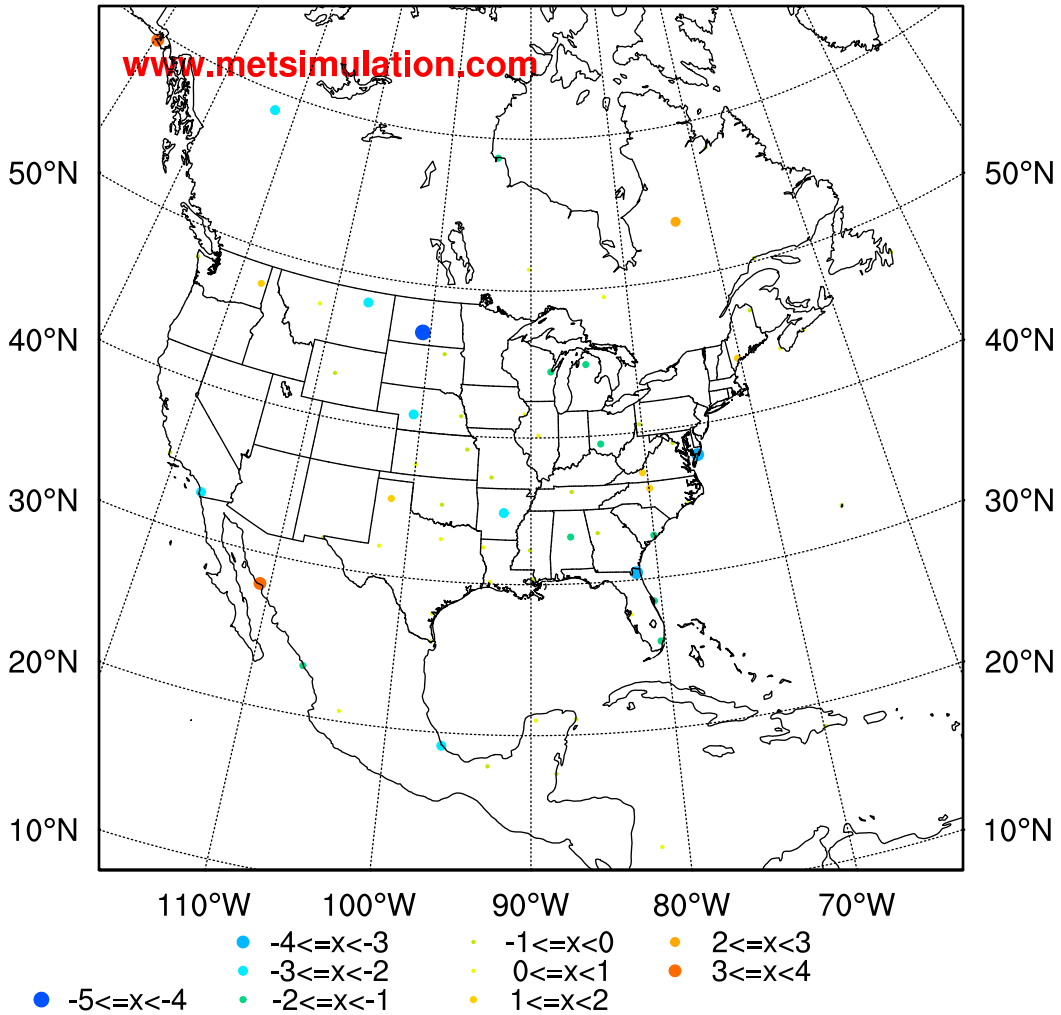 www.metsimulation.com
50°N 50°N
40°N 40°N
30°N 30°N
20°N 20°N
10°N 10°N
110°W 100°W 90°W 80°W 70°W
-4<=x<-3 -1<=x<0 2<=x<3
-3<=x<-2 0<=x<1 3<=x<4
-5<=x<-4 -2<=x<-1 1<=x<2